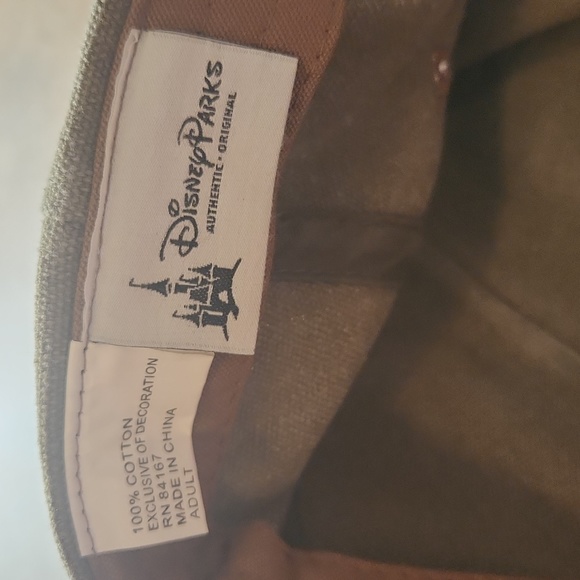 Disney Parks
AUTHENTIC • ORIGINAL
100% COTTON
EXCLUSIVE OF DECORATION
RN 84167
MADE IN CHINA
ADULT